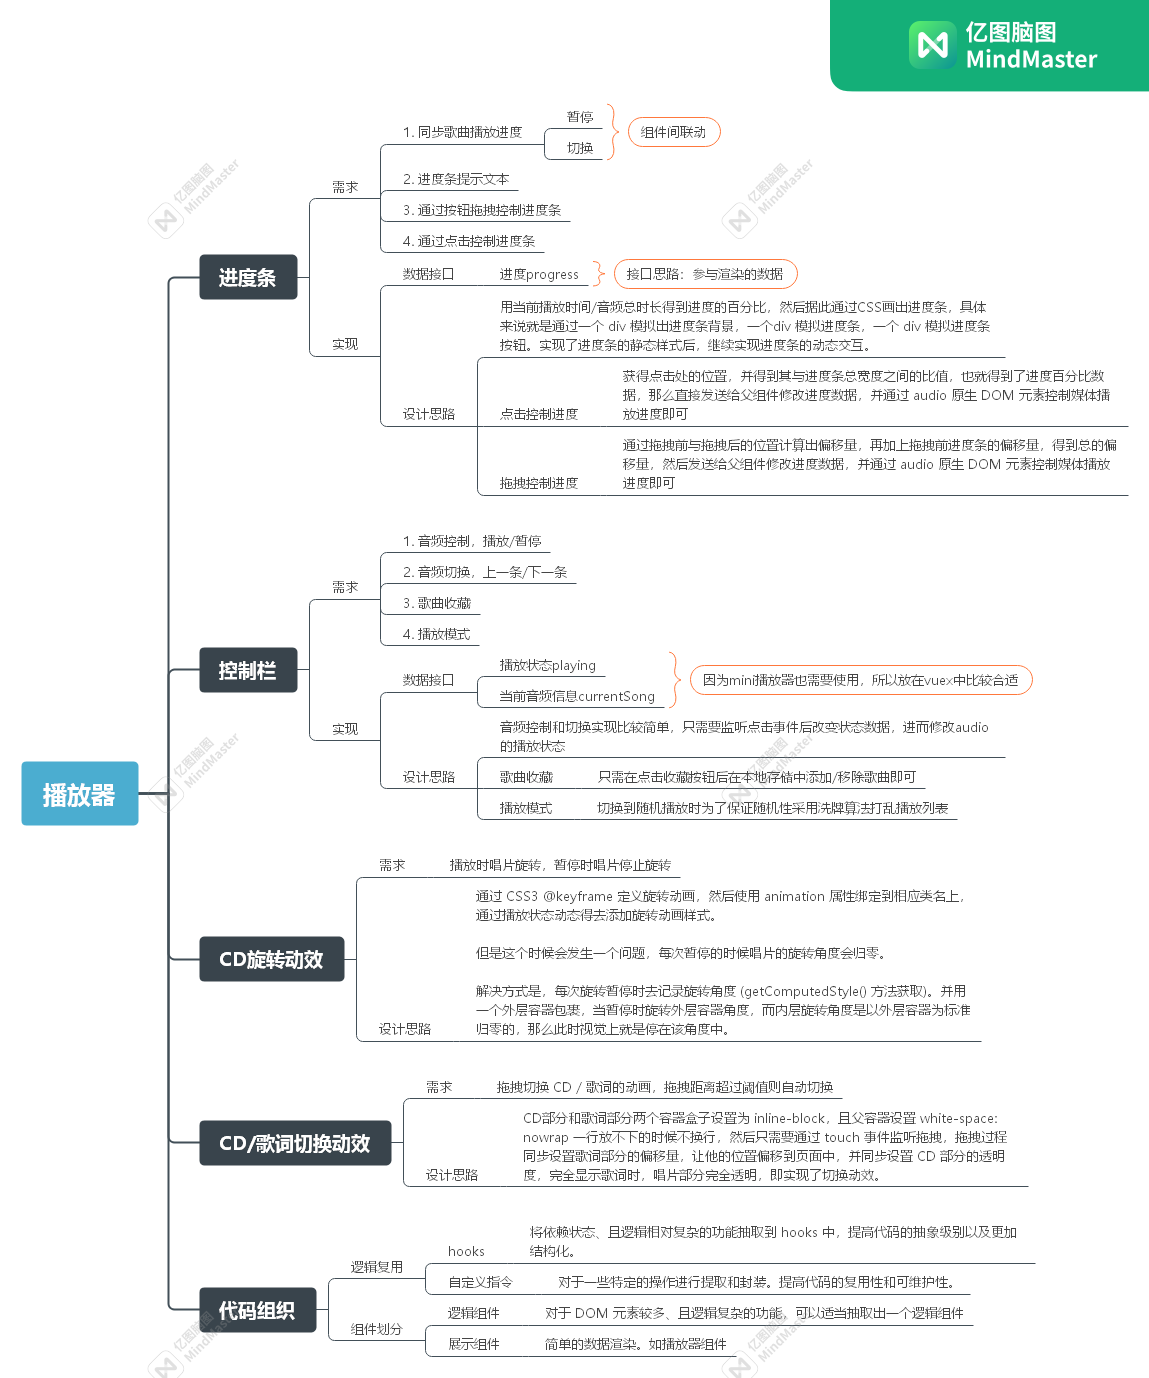 亿图脑图
MindMaster
播放器
进度条
需求
1. 同步歌曲播放进度
暂停
切换
组件间联动
2. 进度条提示文本
3. 通过按钮拖拽控制进度条
4. 通过点击控制进度条
实现
数据接口
进度progress
接口思路：参与渲染的数据
设计思路
用当前播放时间/音频总时长得到进度的百分比，然后据此通过CSS画出进度条，具体
来说就是通过一个 div 模拟出进度条背景，一个div 模拟进度条，一个 div 模拟进度条
按钮。实现了进度条的静态样式后，继续实现进度条的动态交互。
点击控制进度
获得点击处的位置，并得到其与进度条总宽度之间的比值，也就得到了进度百分比数
据，那么直接发送给父组件修改进度数据，并通过 audio 原生 DOM 元素控制媒体播
放进度即可
拖拽控制进度
通过拖拽前与拖拽后的位置计算出偏移量，再加上拖拽前进度条的偏移量，得到总的偏
移量，然后发送给父组件修改进度数据，并通过 audio 原生 DOM 元素控制媒体播放
进度即可
控制栏
需求
1. 音频控制，播放/暂停
2. 音频切换，上一条/下一条
3. 歌曲收藏
4. 播放模式
实现
数据接口
播放状态playing
当前音频信息currentSong
因为mini播放器也需要使用，所以放在vuex中比较合适
设计思路
音频控制和切换实现比较简单，只需要监听点击事件后改变状态数据，进而修改audio
的播放状态
歌曲收藏
只需在点击收藏按钮后在本地存储中添加/移除歌曲即可
播放模式
切换到随机播放时为了保证随机性采用洗牌算法打乱播放列表
CD旋转动效
需求
播放时唱片旋转，暂停时唱片停止旋转
设计思路
通过 CSS3 @keyframe 定义旋转动画，然后使用 animation 属性绑定到相应类名上，
通过播放状态动态得去添加旋转动画样式。
但是这个时候会发生一个问题，每次暂停的时候唱片的旋转角度会归零。
解决方式是，每次旋转暂停时去记录旋转角度 (getComputedStyle() 方法获取)。并用
一个外层容器包裹，当暂停时旋转外层容器角度，而内层旋转角度是以外层容器为标准
归零的，那么此时视觉上就是停在该角度中。
CD/歌词切换动效
需求
拖拽切换 CD / 歌词的动画，拖拽距离超过阈值则自动切换
设计思路
CD部分和歌词部分两个容器盒子设置为 inline-block，且父容器设置 white-space:
nowrap 一行放不下的时候不换行，然后只需要通过 touch 事件监听拖拽，拖拽过程
同步设置歌词部分的偏移量，让他的位置偏移到页面中，并同步设置 CD 部分的透明
度，完全显示歌词时，唱片部分完全透明，即实现了切换动效。
代码组织
逻辑复用
hooks
将依赖状态、且逻辑相对复杂的功能抽取到 hooks 中，提高代码的抽象级别以及更加
结构化。
自定义指令
对于一些特定的操作进行提取和封装。提高代码的复用性和可维护性。
组件划分
逻辑组件
对于 DOM 元素较多、且逻辑复杂的功能，可以适当抽取出一个逻辑组件
展示组件
简单的数据渲染。如播放器组件
亿图脑图
MindMaster
亿图脑图
MindMaster
亿图脑图
MindMaster
亿图脑图
MindMaster
亿图脑图
MindMaster
亿图脑图
MindMaster